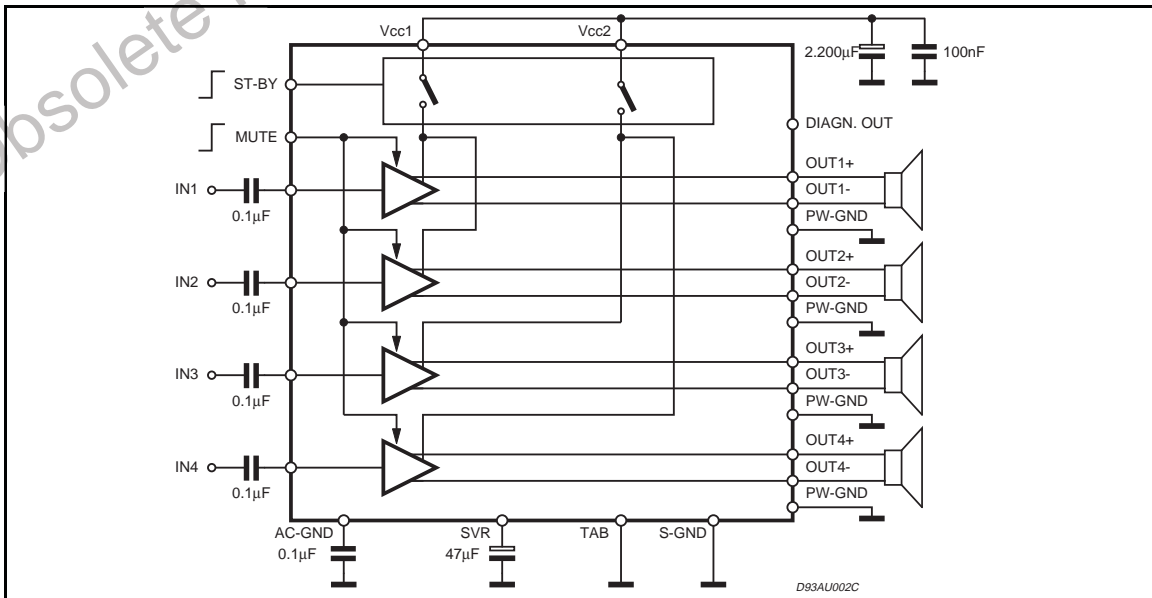 Obsolete
Vcc1
Vcc2
2.200µF
100nF
ST-BY
DIAGN. OUT
MUTE
OUT1+
IN1
OUT1-
0.1µF
PW-GND
OUT2+
IN2
OUT2-
0.1µF
PW-GND
OUT3+
IN3
OUT3-
0.1µF
PW-GND
OUT4+
IN4
OUT4-
0.1µF
PW-GND
AC-GND
0.1µF
SVR
47µF
TAB
S-GND
D93AU002C